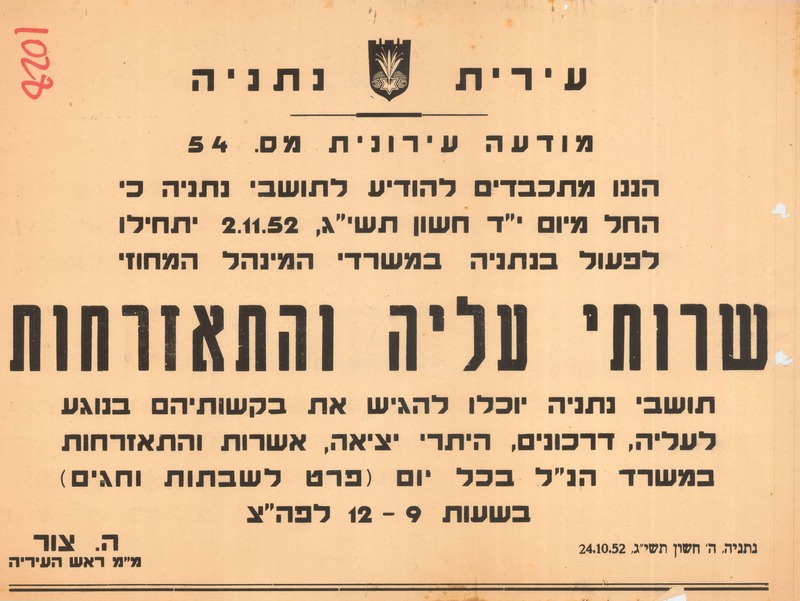 1028
עירית נתניה
מודעה עירונית מס. 54
הננו מתכבדים להודיע לתושבי נתניה כי
החל מיום י"ד חשון תשי"ג, 2.11.52 יתחילו
לפעול בנתניה במשרדי המינהל המחוזי
שרותי עליה והתאזרחות
תושבי נתניה יוכלו להגיש את בקשותיהם בנוגע
לעליה, דרכונים, היתרי יציאה, אשרות והתאזרחות
במשרד הנ"ל בכל יום (פרט לשבתות וחגים)
בשעות 9 - 12 לפה"צ
נתניה, ה' חשון תשי"ג, 24.10.52
ה. צור
מ"מ ראש העיריה